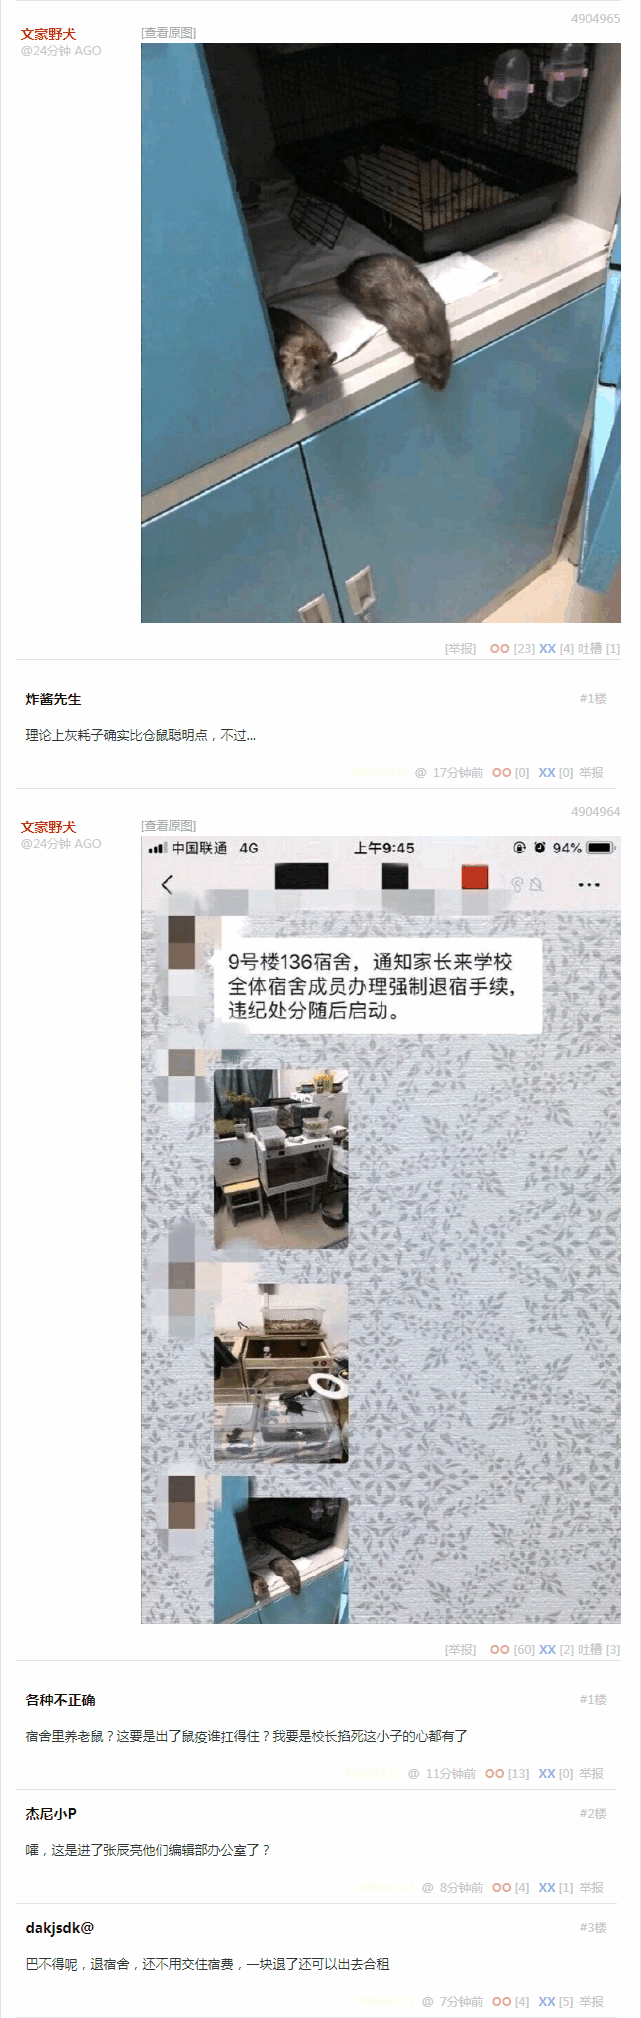 4904965
文家野犬
[查看原图]
@24分钟 AGO
[举报] OO [23] XX [4] 吐槽 [1]
炸酱先生
#1楼
理论上灰耗子确实比仓鼠聪明点，不过...
@ 17分钟前 OO [0] XX [0] 举报
4904964
文家野犬
[查看原图]
@24分钟 AGO
中国联通 4G 上午9:45 94%
9号楼136宿舍，通知家长来学校
全体宿舍成员办理强制退宿手续，
违纪处分随后启动。
[举报] OO [60] XX [2] 吐槽 [3]
各种不正确
#1楼
宿舍里养老鼠？这要是出了鼠疫谁扛得住？我要是校长掐死这小子的心都有了
@ 11分钟前 OO [13] XX [0] 举报
杰尼小P
#2楼
嚯，这是进了张辰亮他们编辑部办公室了？
@ 8分钟前 OO [4] XX [1] 举报
dakjsdk@
#3楼
巴不得呢，退宿舍，还不用交住宿费，一块退了还可以出去合租
@ 7分钟前 OO [4] XX [5] 举报